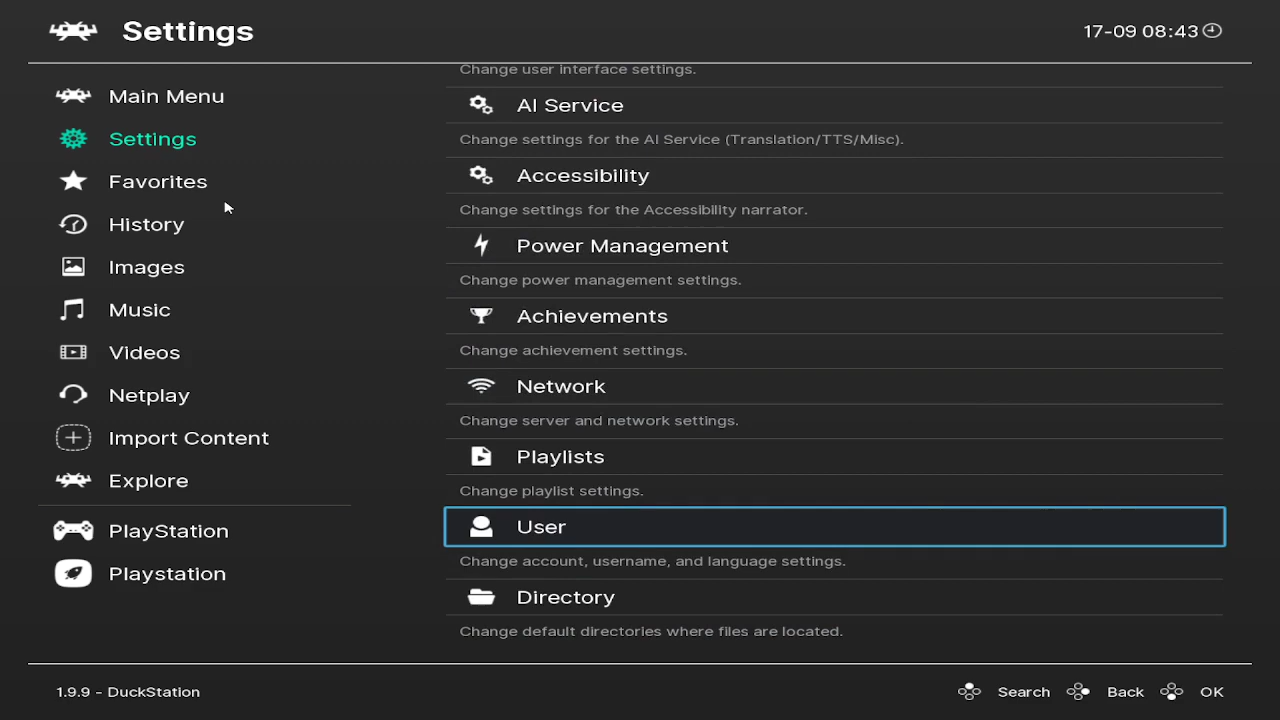 Settings
17-09 08:43
Main Menu
Settings
Favorites
History
Images
Music
Videos
Netplay
Import Content
Explore
PlayStation
Playstation
Change user interface settings.
AI Service
Change settings for the AI Service (Translation/TTS/Misc).
Accessibility
Change settings for the Accessibility narrator.
Power Management
Change power management settings.
Achievements
Change achievement settings.
Network
Change server and network settings.
Playlists
Change playlist settings.
User
Change account, username, and language settings.
Directory
Change default directories where files are located.
1.9.9 - DuckStation
Search Back OK